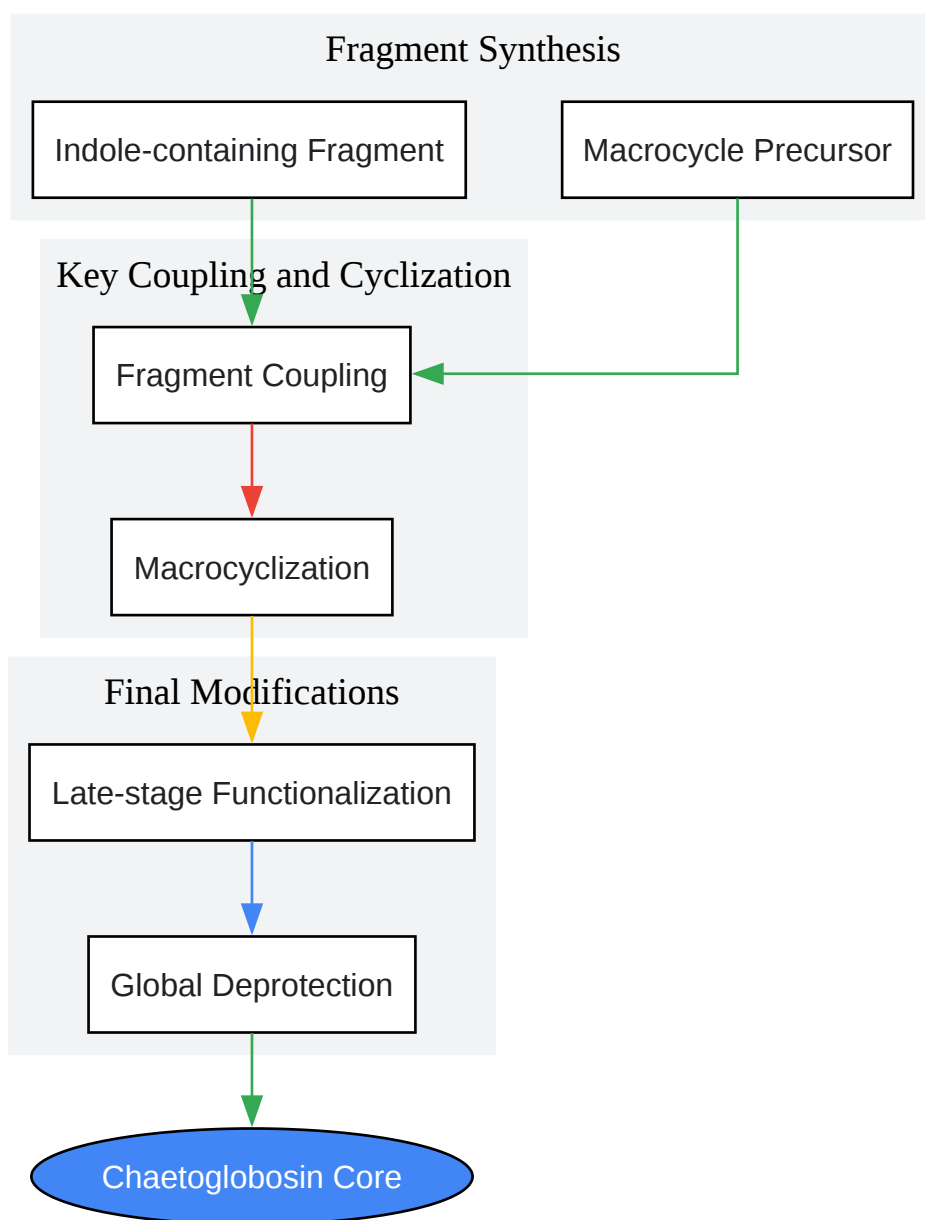 Fragment Synthesis
Indole-containing Fragment
Macrocycle Precursor
Key Coupling and Cyclization
Fragment Coupling
Macrocyclization
Final Modifications
Late-stage Functionalization
Global Deprotection
Chaetoglobosin Core